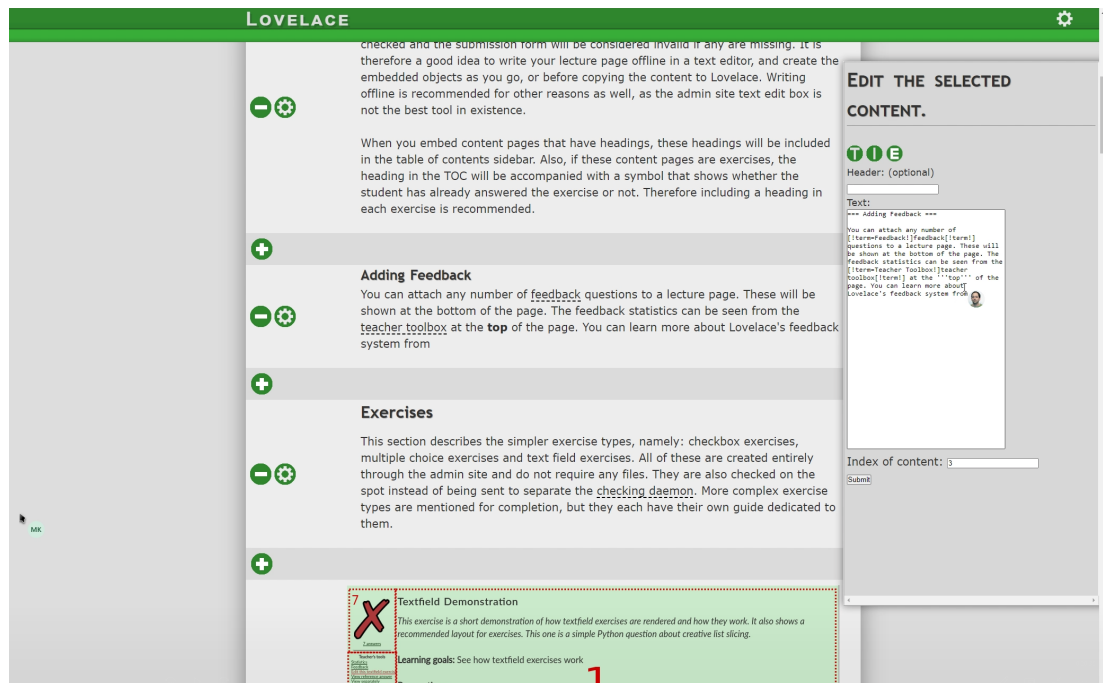 LOVELACE
checked and the submission form will be considered invalid if any are missing. It is
therefore a good idea to write your lecture page offline in a text editor, and create the
embedded objects as you go, or before copying the content to Lovelace. Writing
offline is recommended for other reasons as well, as the admin site text edit box is
not the best tool in existence.
When you embed content pages that have headings, these headings will be included
in the table of contents sidebar. Also, if these content pages are exercises, the
heading in the TOC will be accompanied with a symbol that shows whether the
student has already answered the exercise or not. Therefore including a heading in
each exercise is recommended.
Adding Feedback
You can attach any number of feedback questions to a lecture page. These will be
shown at the bottom of the page. The feedback statistics can be seen from the
teacher toolbox at the top of the page. You can learn more about Lovelace's feedback
system from
Exercises
This section describes the simpler exercise types, namely: checkbox exercises,
multiple choice exercises and text field exercises. All of these are created entirely
through the admin site and do not require any files. They are also checked on the
spot instead of being sent to separate the checking daemon. More complex exercise
types are mentioned for completion, but they each have their own guide dedicated to
them.
7
Textfield Demonstration
This exercise is a short demonstration of how textfield exercises are rendered and how they work. It also shows a
recommended layout for exercises. This one is a simple Python question about creative list slicing.
Teacher's tools
Statistics
Feedback
View reference answer
Learning goals: See how textfield exercises work
1
MK
EDIT THE SELECTED
CONTENT.
T I E
Header: (optional)
Text:
=== Adding Feedback ===
You can attach any number of
[!term=Feedback!]feedback[!term!]
questions to a lecture page. These will
be shown at the bottom of the page. The
feedback statistics can be seen from the
[!term=Teacher Toolbox!]teacher
toolbox[!term!] at the '''top''' of the
page. You can learn more about
Lovelace's feedback system from
Index of content: 3
Submit